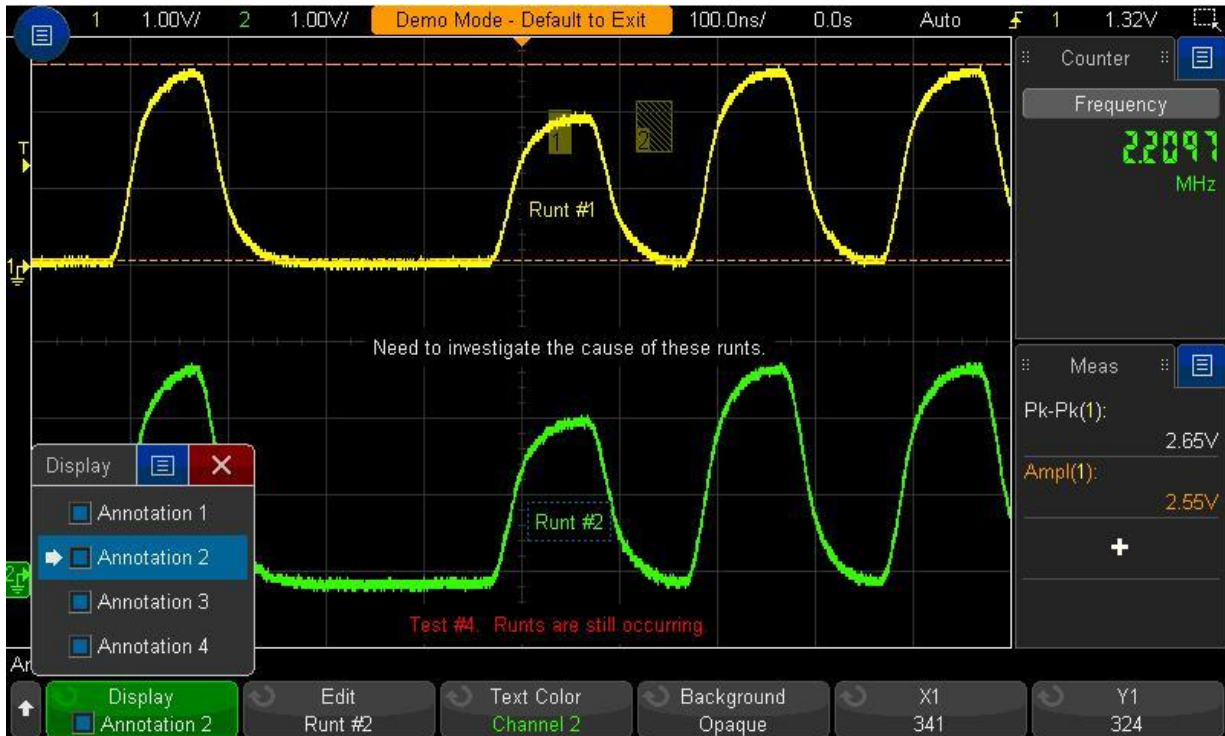 1 1.00V/ 2 1.00V/ Demo Mode - Default to Exit 100.0ns/ 0.0s Auto 1 1.32V
Counter
Frequency
2.2097
MHz
T
1
2
Runt #1
1
Need to investigate the cause of these runts.
Meas
Pk-Pk(1):
2.65V
Ampl(1):
2.55V
+
Runt #2
2
Test #4. Runts are still occurring.
Display
Annotation 1
Annotation 2
Annotation 3
Annotation 4
Display
Annotation 2
Edit
Runt #2
Text Color
Channel 2
Background
Opaque
X1
341
Y1
324